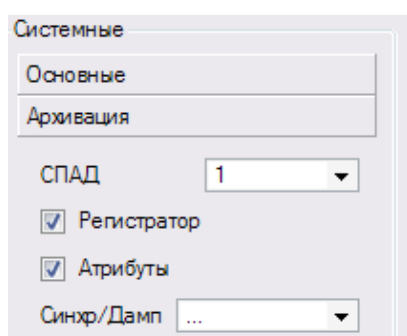 Системные
Основные
Архивация
СПАД 1
Регистратор
Атрибуты
Синхр/Дамп ...